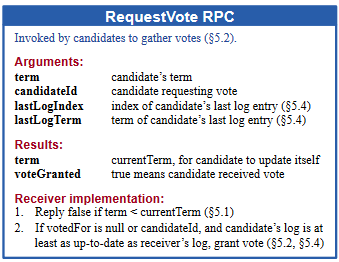 RequestVote RPC
Invoked by candidates to gather votes (§5.2).
Arguments:
term candidate's term
candidateId candidate requesting vote
lastLogIndex index of candidate's last log entry (§5.4)
lastLogTerm term of candidate's last log entry (§5.4)
Results:
term currentTerm, for candidate to update itself
voteGranted true means candidate received vote
Receiver implementation:
1. Reply false if term < currentTerm (§5.1)
2. If votedFor is null or candidateId, and candidate's log is at
least as up-to-date as receiver's log, grant vote (§5.2, §5.4)